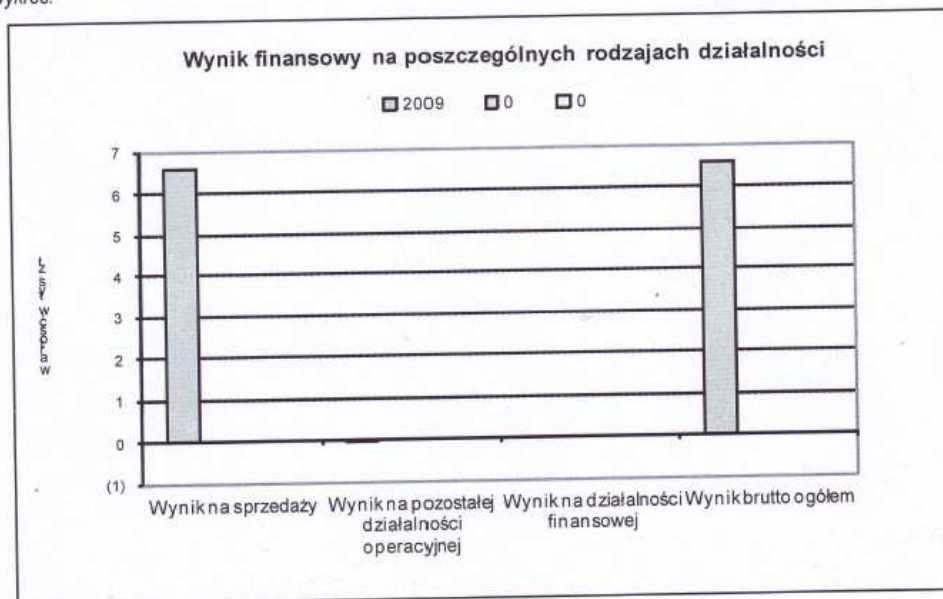 Wynik finansowy na poszczególnych rodzajach działalności
2009 0 0
7
6
5
4
3
2
1
0
(1)
Wynik na sprzedaży
Wynik na pozostałej działalności operacyjnej
Wynik na działalności finansowej
Wynik brutto ogółem